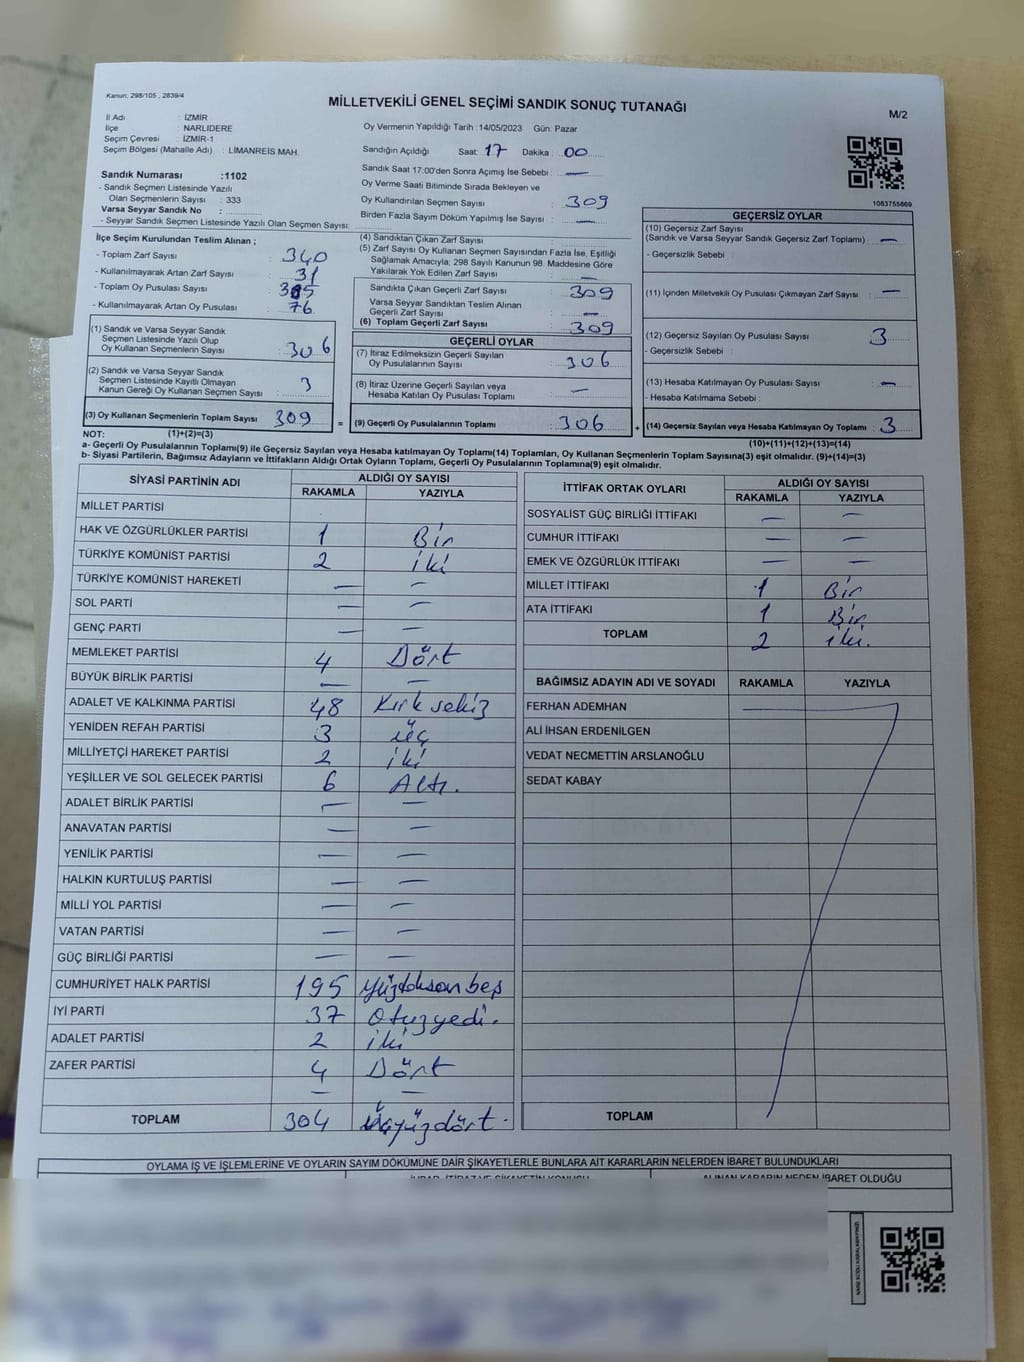 Kanun: 298/105 , 2839/4
MİLLETVEKİLİ GENEL SEÇİMİ SANDIK SONUÇ TUTANAĞI
M/2
İl Adı : İZMİR
İlçe : NARLIDERE
Seçim Çevresi : İZMİR-1
Seçim Bölgesi (Mahalle Adı) : LİMANREİS MAH.
Oy Vermenin Yapıldığı Tarih : 14/05/2023 Gün: Pazar
Sandığın Açıldığı Saat: 17 Dakika : 00
Sandık Saat 17:00'den Sonra Açımış İse Sebebi : —
Oy Verme Saati Bitiminde Sırada Bekleyen ve
Oy Kullandırılan Seçmen Sayısı : 309
Birden Fazla Sayım Döküm Yapılmış İse Sayısı : —
Sandık Numarası :1102
- Sandık Seçmen Listesinde Yazılı
Olan Seçmenlerin Sayısı : 333
Varsa Seyyar Sandık No :
- Seyyar Sandık Seçmen Listesinde Yazılı Olan Seçmen Sayısı:
1083755669
İlçe Seçim Kurulundan Teslim Alınan ;
- Toplam Zarf Sayısı : 340
- Kullanılmayarak Artan Zarf Sayısı : 31
- Toplam Oy Pusulası Sayısı : 385
- Kullanılmayarak Artan Oy Pusulası : 76
(1) Sandık ve Varsa Seyyar Sandık
Seçmen Listesinde Yazılı Olup
Oy Kullanan Seçmenlerin Sayısı : 306
(2) Sandık ve Varsa Seyyar Sandık
Seçmen Listesinde Kayıtlı Olmayan
Kanun Gereği Oy Kullanan Seçmen Sayısı : 3
(3) Oy Kullanan Seçmenlerin Toplam Sayısı 309
(1)+(2)=(3)
(4) Sandıktan Çıkan Zarf Sayısı :
(5) Zarf Sayısı Oy Kullanan Seçmen Sayısından Fazla İse, Eşitliği
Sağlamak Amacıyla; 298 Sayılı Kanunun 98. Maddesine Göre
Yakılarak Yok Edilen Zarf Sayısı : —
Sandıkta Çıkan Geçerli Zarf Sayısı : 309
Varsa Seyyar Sandıktan Teslim Alınan
Geçerli Zarf Sayısı : —
(6) Toplam Geçerli Zarf Sayısı : 309
GEÇERLİ OYLAR
(7) İtiraz Edilmeksizin Geçerli Sayılan
Oy Pusulalarının Sayısı : 306
(8) İtiraz Üzerine Geçerli Sayılan veya
Hesaba Katılan Oy Pusulası Toplamı : —
= (9) Geçerli Oy Pusulalarının Toplamı : 306
GEÇERSİZ OYLAR
(10) Geçersiz Zarf Sayısı
(Sandık ve Varsa Seyyar Sandık Geçersiz Zarf Toplamı) : —
- Geçersizlik Sebebi :
(11) İçinden Milletvekili Oy Pusulası Çıkmayan Zarf Sayısı : —
(12) Geçersiz Sayılan Oy Pusulası Sayısı : 3
- Geçersizlik Sebebi :
(13) Hesaba Katılmayan Oy Pusulası Sayısı : —
- Hesaba Katılmama Sebebi :
+ (14) Geçersiz Sayılan veya Hesaba Katılmayan Oy Toplamı : 3
(10)+(11)+(12)+(13)=(14)
NOT:
a- Geçerli Oy Pusulalarının Toplamı(9) ile Geçersiz Sayılan veya Hesaba katılmayan Oy Toplamı(14) Toplamları, Oy Kullanan Seçmenlerin Toplam Sayısına(3) eşit olmalıdır. (9)+(14)=(3)
b- Siyasi Partilerin, Bağımsız Adayların ve İttifakların Aldığı Ortak Oyların Toplamı, Geçerli Oy Pusulalarının Toplamına(9) eşit olmalıdır.
SİYASİ PARTİNİN ADI ALDIĞI OY SAYISI
RAKAMLA YAZIYLA
MİLLET PARTİSİ
HAK VE ÖZGÜRLÜKLER PARTİSİ 1 Bir
TÜRKİYE KOMÜNİST PARTİSİ 2 iki
TÜRKİYE KOMÜNİST HAREKETİ — —
SOL PARTİ — —
GENÇ PARTİ — —
MEMLEKET PARTİSİ 4 Dört
BÜYÜK BİRLİK PARTİSİ — —
ADALET VE KALKINMA PARTİSİ 48 Kırk sekiz
YENİDEN REFAH PARTİSİ 3 üç
MİLLİYETÇİ HAREKET PARTİSİ 2 iki
YEŞİLLER VE SOL GELECEK PARTİSİ 6 Altı.
ADALET BİRLİK PARTİSİ — —
ANAVATAN PARTİSİ — —
YENİLİK PARTİSİ — —
HALKIN KURTULUŞ PARTİSİ — —
MİLLİ YOL PARTİSİ — —
VATAN PARTİSİ — —
GÜÇ BİRLİĞİ PARTİSİ — —
CUMHURİYET HALK PARTİSİ 195 Yüzdoksan beş
İYİ PARTİ 37 Otuzyedi.
ADALET PARTİSİ 2 iki
ZAFER PARTİSİ 4 Dört
— —
TOPLAM 304 Üçyüzdört.
İTTİFAK ORTAK OYLARI ALDIĞI OY SAYISI
RAKAMLA YAZIYLA
SOSYALİST GÜÇ BİRLİĞİ İTTİFAKI — —
CUMHUR İTTİFAKI — —
EMEK VE ÖZGÜRLÜK İTTİFAKI — —
MİLLET İTTİFAKI 1 Bir
ATA İTTİFAKI 1 Bir
TOPLAM 2 iki.
BAĞIMSIZ ADAYIN ADI VE SOYADI RAKAMLA YAZIYLA
FERHAN ADEMHAN
ALİ İHSAN ERDENİLGEN
VEDAT NECMETTİN ARSLANOĞLU
SEDAT KABAY
TOPLAM
OYLAMA İŞ VE İŞLEMLERİNE VE OYLARIN SAYIM DÖKÜMÜNE DAİR ŞİKAYETLERLE BUNLARA AİT KARARLARIN NELERDEN İBARET BULUNDUKLARI
ALINAN KARARIN NEDEN İBARET OLDUĞU